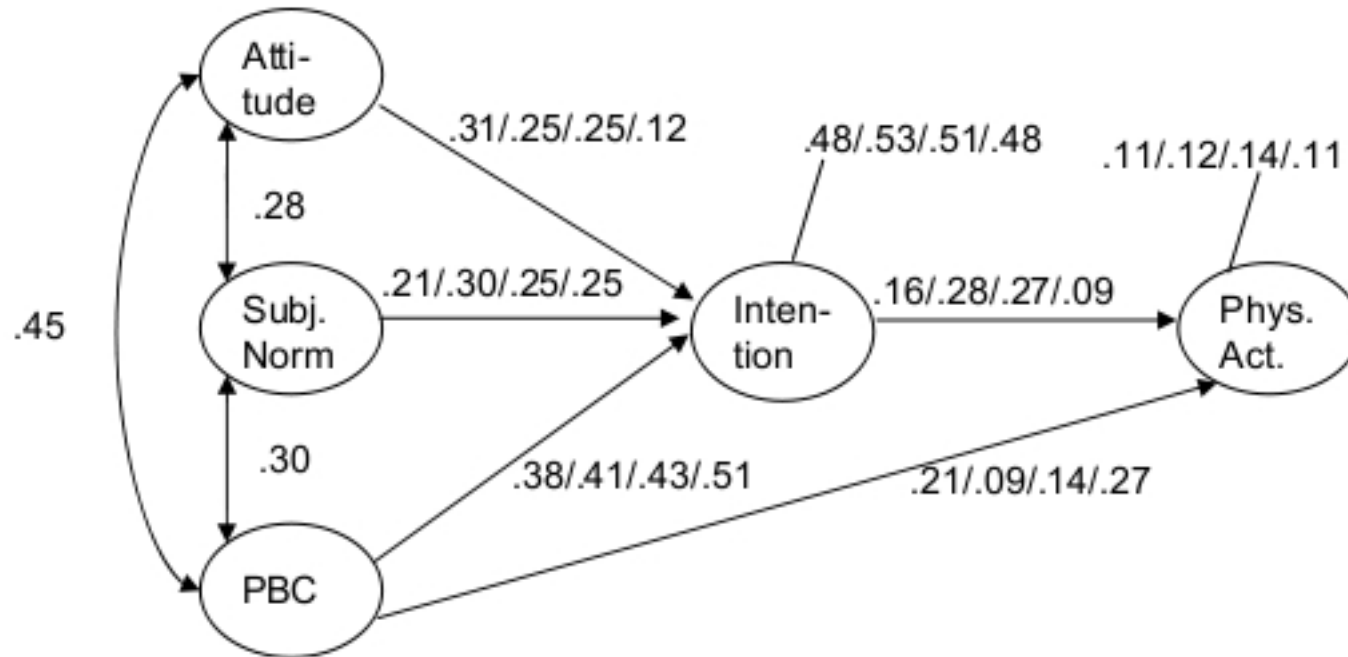 Atti-
tude
.31/.25/.25/.12
.48/.53/.51/.48
.11/.12/.14/.11
.28
.21/.30/.25/.25
.16/.28/.27/.09
.45
Subj.
Norm
Inten-
tion
Phys.
Act.
.30
.38/.41/.43/.51
.21/.09/.14/.27
PBC